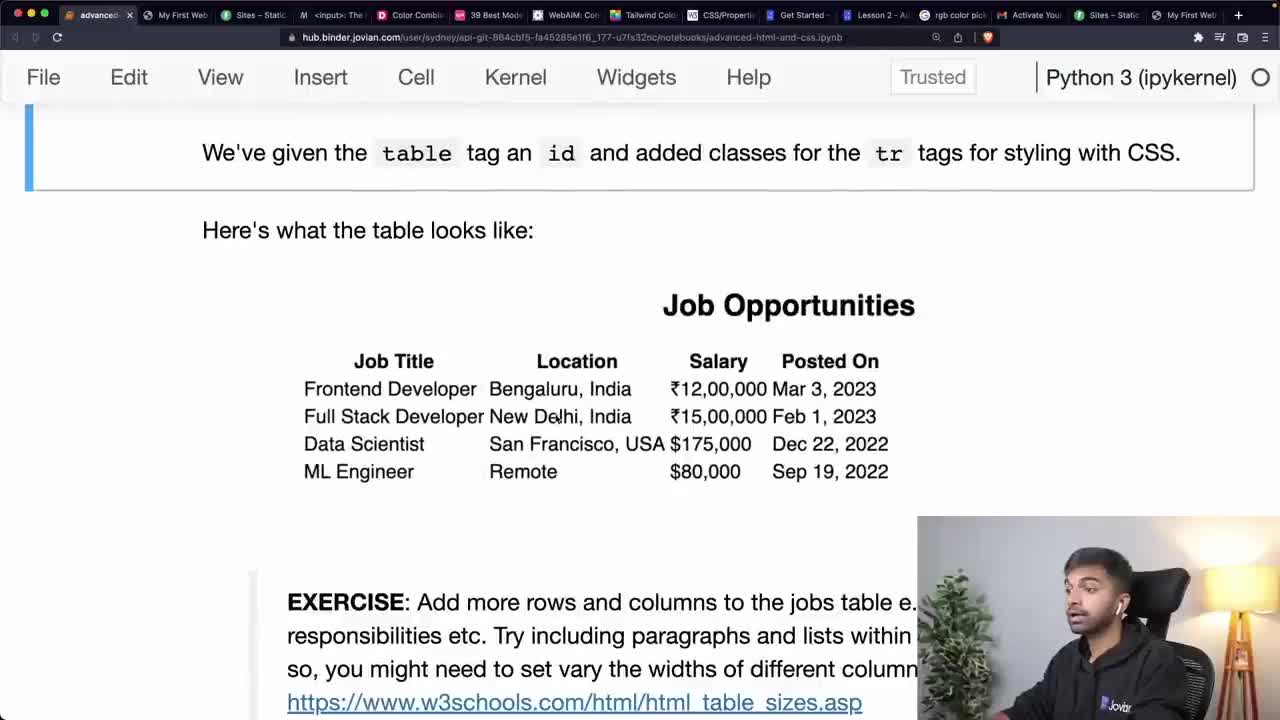 advanced-
My First Web
Sites – Static
<input>: The I
Color Combin
39 Best Mode
WebAIM: Con
Tailwind Colo
CSS/Propertie
Get Started –
Lesson 2 - Ad
rgb color pick
Activate Your
Sites – Static
My First Web
hub.binder.jovian.com/user/sydney/api-git-864cbf5-fa45285e1f6_177-u7fs32nc/notebooks/advanced-html-and-css.ipynb
File Edit View Insert Cell Kernel Widgets Help Trusted Python 3 (ipykernel)
We've given the table tag an id and added classes for the tr tags for styling with CSS.
Here's what the table looks like:
Job Opportunities
Job Title Location Salary Posted On
Frontend Developer Bengaluru, India ₹12,00,000 Mar 3, 2023
Full Stack Developer New Delhi, India ₹15,00,000 Feb 1, 2023
Data Scientist San Francisco, USA $175,000 Dec 22, 2022
ML Engineer Remote $80,000 Sep 19, 2022
EXERCISE: Add more rows and columns to the jobs table e.
responsibilities etc. Try including paragraphs and lists within
so, you might need to set vary the widths of different column
https://www.w3schools.com/html/html_table_sizes.asp
Jovian